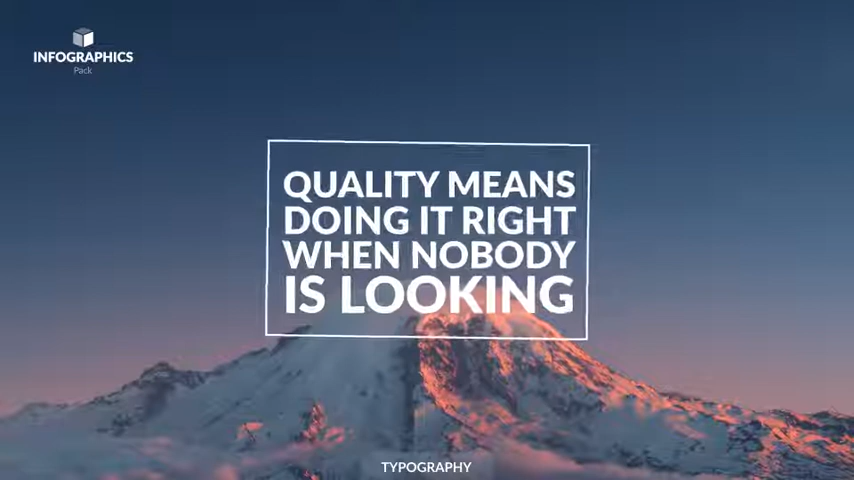 INFOGRAPHICS
Pack
QUALITY MEANS
DOING IT RIGHT
WHEN NOBODY
IS LOOKING
TYPOGRAPHY